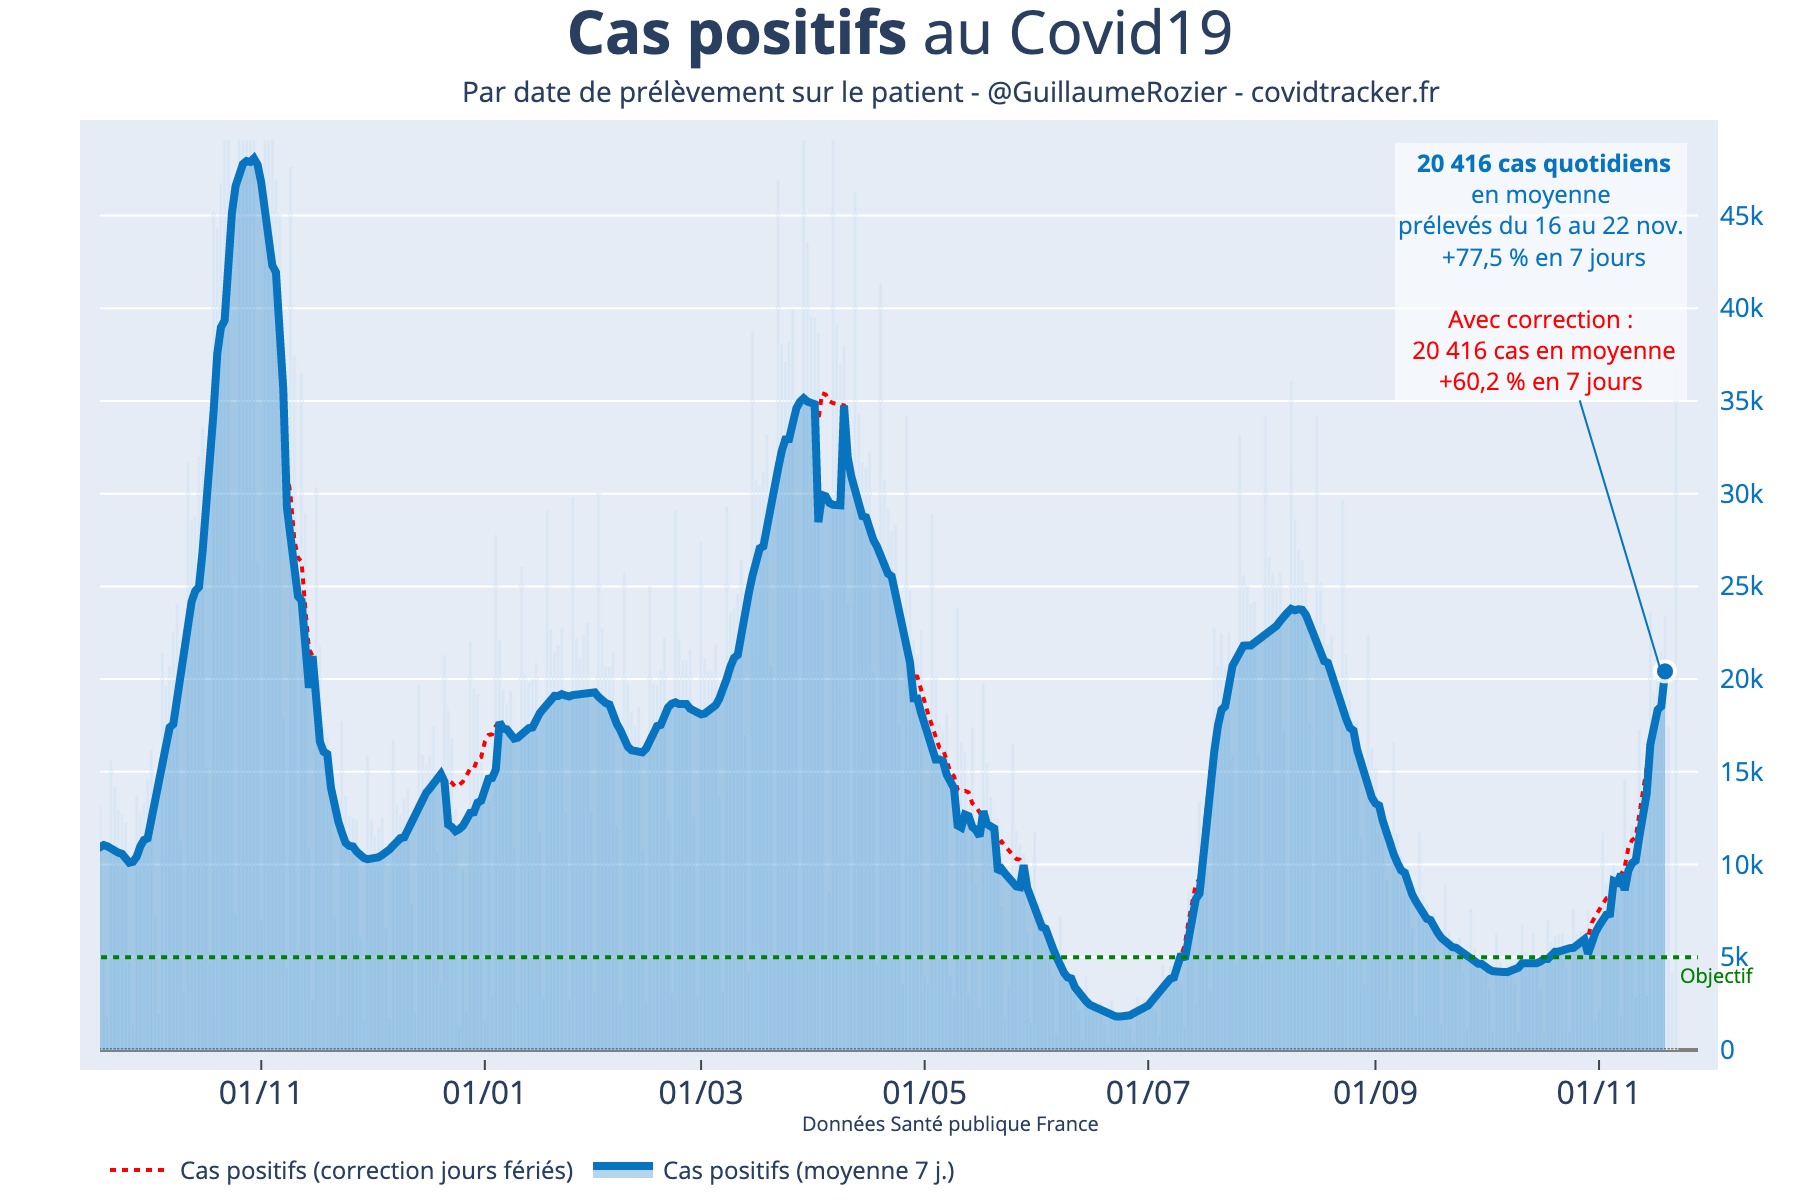 Cas positifs au Covid19
Par date de prélèvement sur le patient - @GuillaumeRozier - covidtracker.fr
20 416 cas quotidiens
en moyenne
prélevés du 16 au 22 nov.
+77,5 % en 7 jours
Avec correction :
20 416 cas en moyenne
+60,2 % en 7 jours
45k
40k
35k
30k
25k
20k
15k
10k
5k
Objectif
0
01/11
01/01
01/03
01/05
01/07
01/09
01/11
Données Santé publique France
Cas positifs (correction jours fériés)
Cas positifs (moyenne 7 j.)